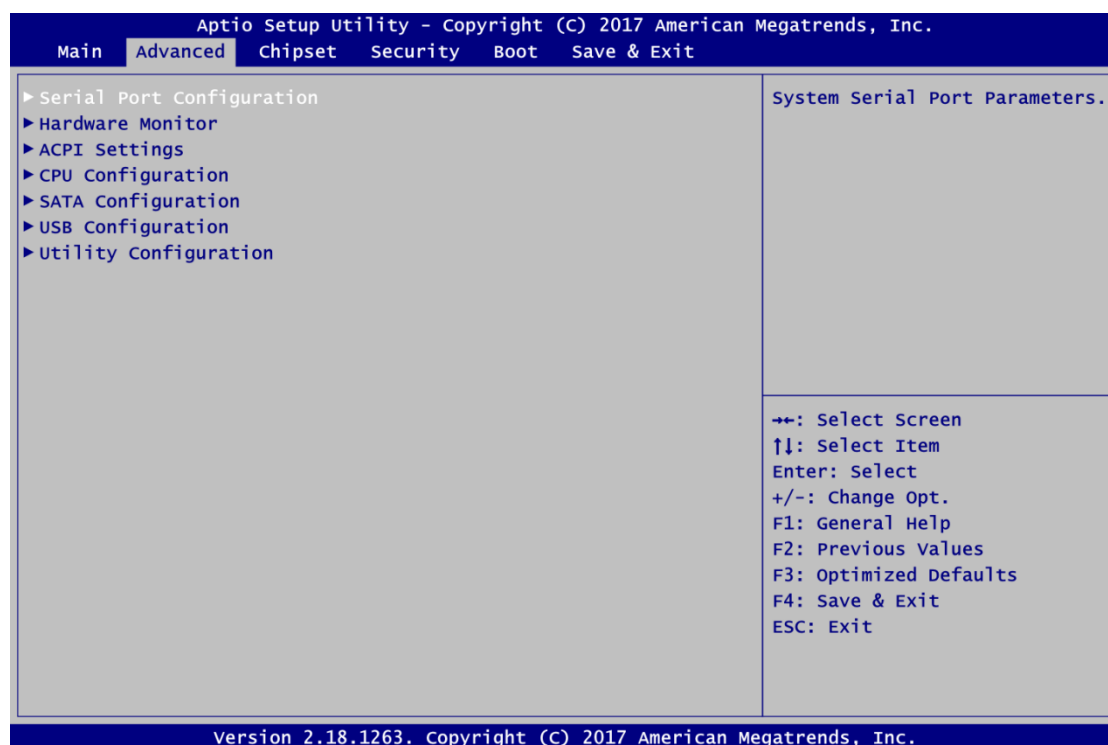 Aptio Setup Utility - Copyright (C) 2017 American Megatrends, Inc.
Main Advanced Chipset Security Boot Save & Exit
►Serial Port Configuration
►Hardware Monitor
►ACPI Settings
►CPU Configuration
►SATA Configuration
►USB Configuration
►Utility Configuration
System Serial Port Parameters.
→←: Select Screen
↑↓: Select Item
Enter: Select
+/-: Change Opt.
F1: General Help
F2: Previous Values
F3: Optimized Defaults
F4: Save & Exit
ESC: Exit
Version 2.18.1263. Copyright (C) 2017 American Megatrends, Inc.